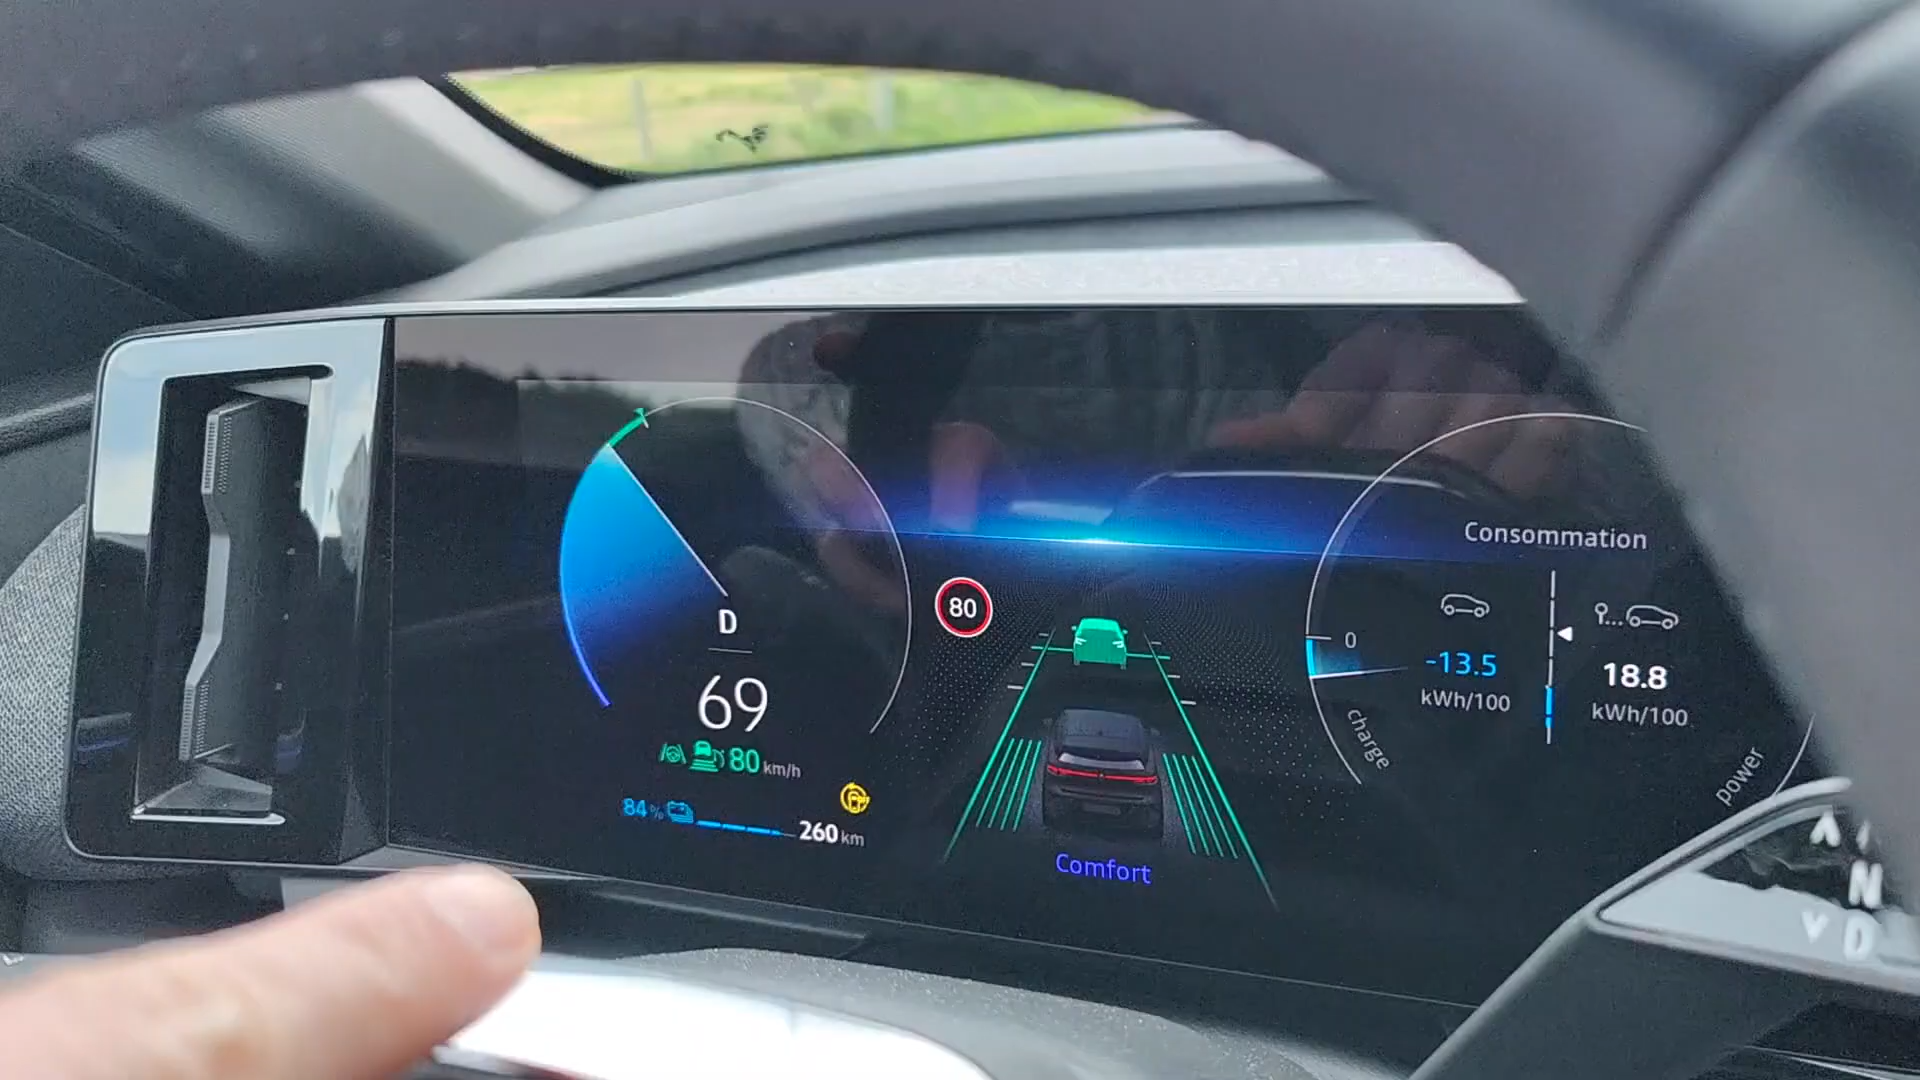 Consommation
80
0
D
-13.5
18.8
kWh/100
kWh/100
69
charge
power
80 km/h
84 %
260 km
Comfort
N
D